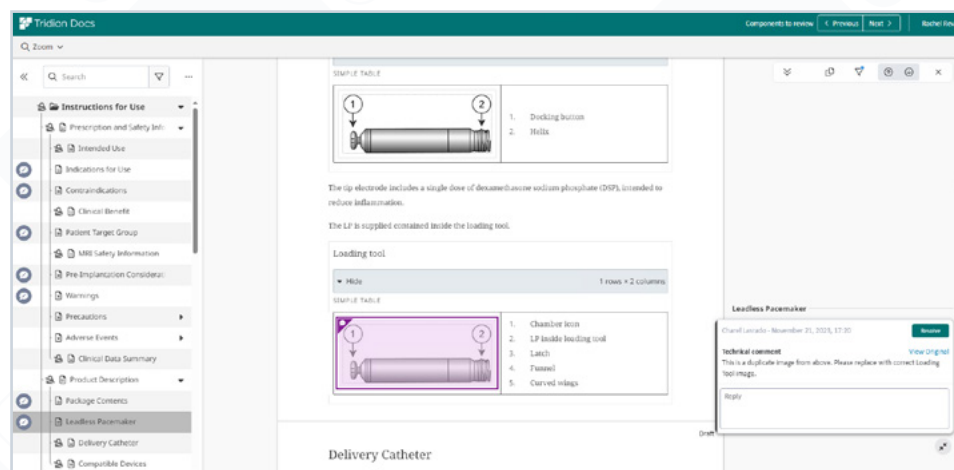 Tridion Docs
Components to review
Previous
Next
Rachel Rev
Zoom
Search
Instructions for Use
Prescription and Safety Info
Intended Use
Indications for Use
Contraindications
Clinical Benefit
Patient Target Group
MRI Safety Information
Pre-Implantation Considerat
Warnings
Precautions
Adverse Events
Clinical Data Summary
Product Description
Package Contents
Leadless Pacemaker
Delivery Catheter
Compatible Devices
SIMPLE TABLE
1
2
1. Docking button
2. Helix
The tip electrode includes a single dose of dexamethasone sodium phosphate (DSP), intended to
reduce inflammation.
The LP is supplied contained inside the loading tool.
Loading tool
Hide
1 rows × 2 columns
SIMPLE TABLE
1
2
1. Chamber icon
2. LP inside loading tool
3. Latch
4. Funnel
5. Curved wings
Draft
Delivery Catheter
Leadless Pacemaker
November 21, 2023, 17:20
Resolve
Technical comment
View Original
This is a duplicate image from above. Please replace with correct Loading
Tool image.
Reply